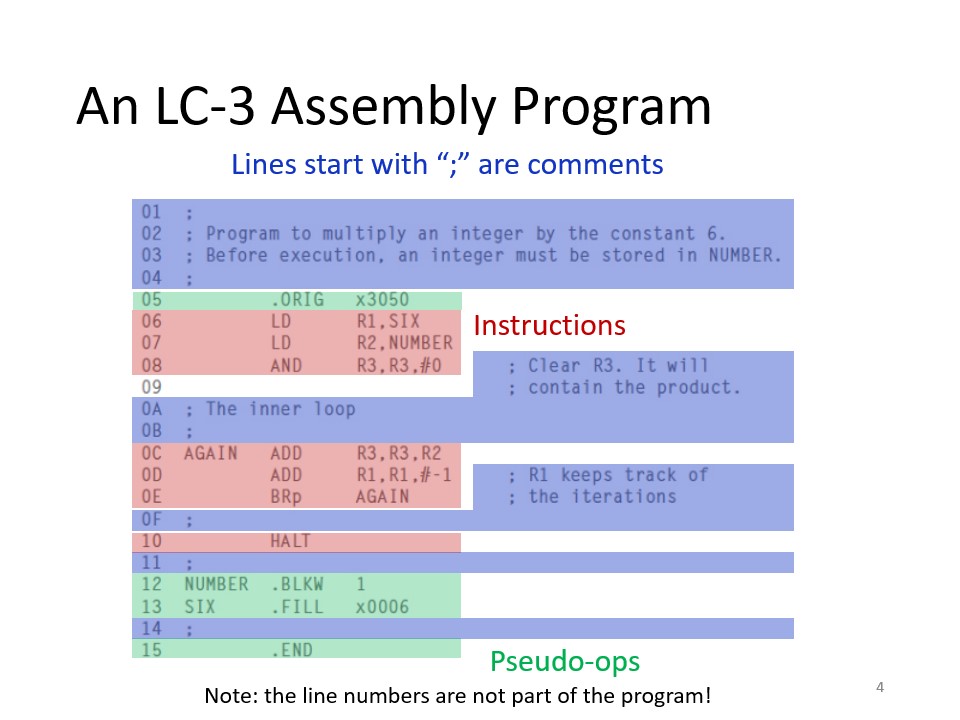 An LC-3 Assembly Program
Lines start with “;” are comments
01 ;
02 ; Program to multiply an integer by the constant 6.
03 ; Before execution, an integer must be stored in NUMBER.
04 ;
05 .ORIG x3050
06 LD R1,SIX
Instructions
07 LD R2,NUMBER
08 AND R3,R3,#0 ; Clear R3. It will
09 ; contain the product.
0A ; The inner loop
0B ;
0C AGAIN ADD R3,R3,R2
0D ADD R1,R1,#-1 ; R1 keeps track of
0E BRp AGAIN ; the iterations
0F ;
10 HALT
11 ;
12 NUMBER .BLKW 1
13 SIX .FILL x0006
14 ;
15 .END
Pseudo-ops
Note: the line numbers are not part of the program!
4